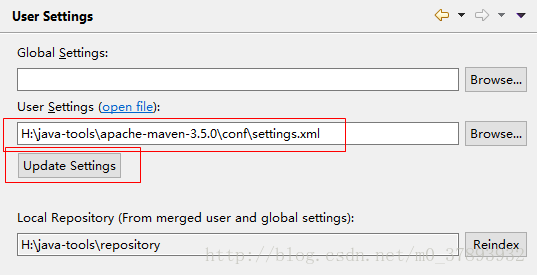 User Settings
Global Settings:
Browse...
User Settings (open file):
H:\java-tools\apache-maven-3.5.0\conf\settings.xml
Browse...
Update Settings
Local Repository (From merged user and global settings):
H:\java-tools\repository
Reindex
http://blog.csdn.net/m0_37893932